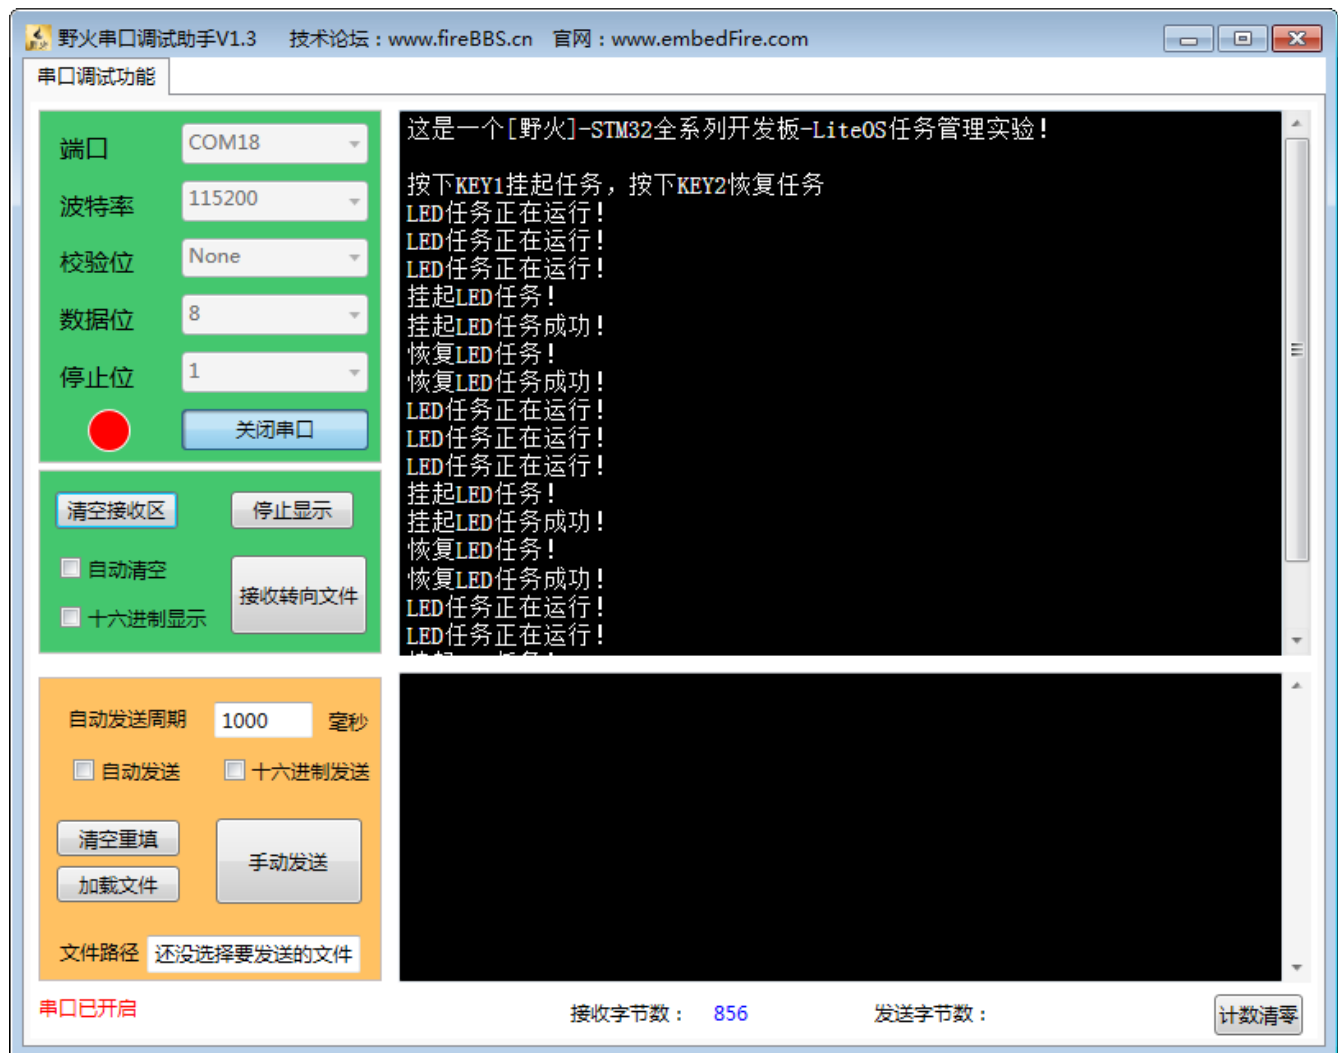 野火串口调试助手V1.3 技术论坛：www.fireBBS.cn 官网：www.embedFire.com
串口调试功能
端口 COM18
波特率 115200
校验位 None
数据位 8
停止位 1
关闭串口
清空接收区 停止显示
自动清空
接收转向文件
十六进制显示
这是一个[野火]-STM32全系列开发板-LiteOS任务管理实验!
按下KEY1挂起任务，按下KEY2恢复任务
LED任务正在运行!
LED任务正在运行!
LED任务正在运行!
挂起LED任务!
挂起LED任务成功!
恢复LED任务!
恢复LED任务成功!
LED任务正在运行!
LED任务正在运行!
LED任务正在运行!
挂起LED任务!
挂起LED任务成功!
恢复LED任务!
恢复LED任务成功!
LED任务正在运行!
LED任务正在运行!
自动发送周期 1000 毫秒
自动发送 十六进制发送
清空重填
手动发送
加载文件
文件路径 还没选择要发送的文件
串口已开启 接收字节数： 856 发送字节数： 计数清零